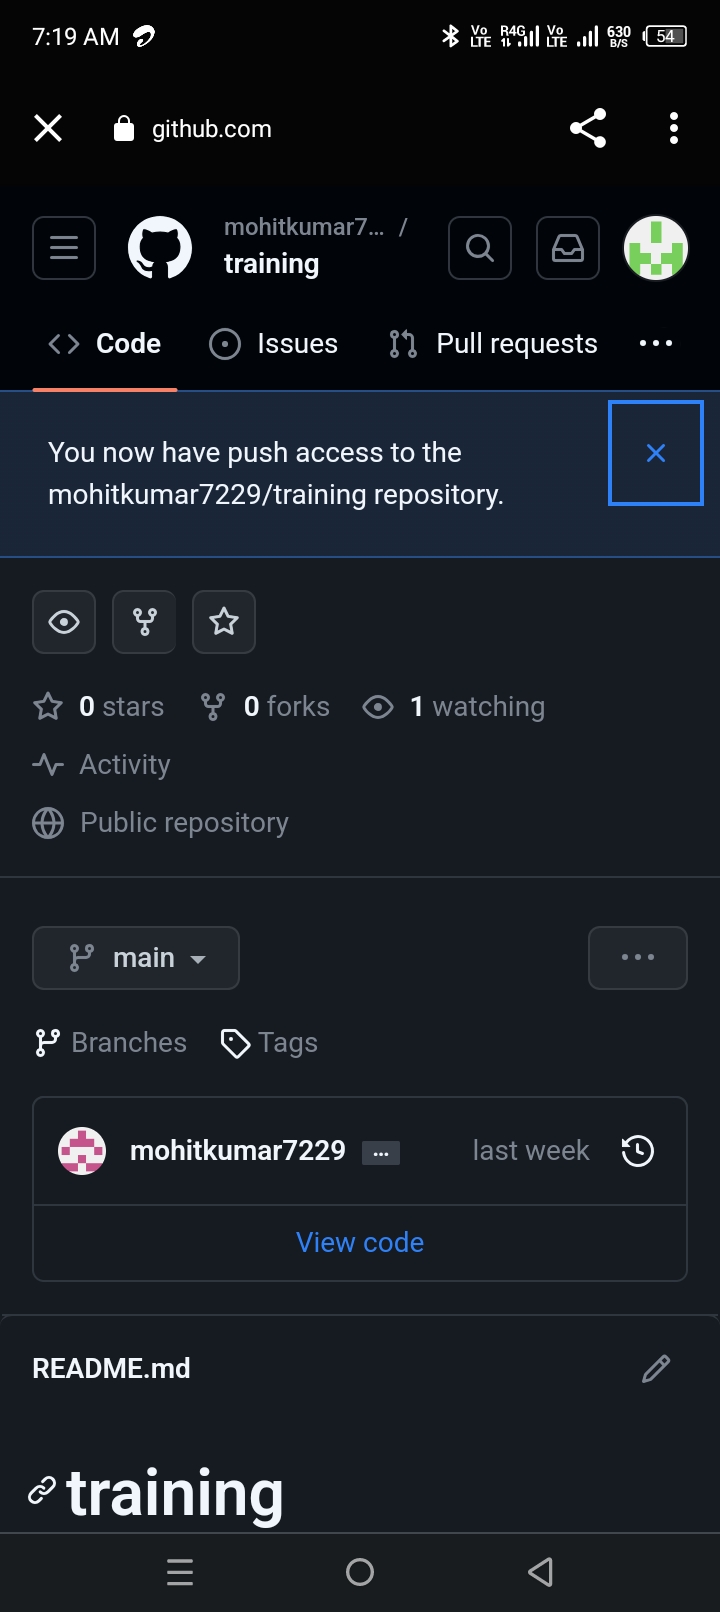 7:19 AM Vo LTE R4G Vo LTE 630 B/S 54
github.com
mohitkumar7... /
training
Code Issues Pull requests
You now have push access to the
mohitkumar7229/training repository.
0 stars 0 forks 1 watching
Activity
Public repository
main
Branches Tags
mohitkumar7229 ... last week
View code
README.md
training